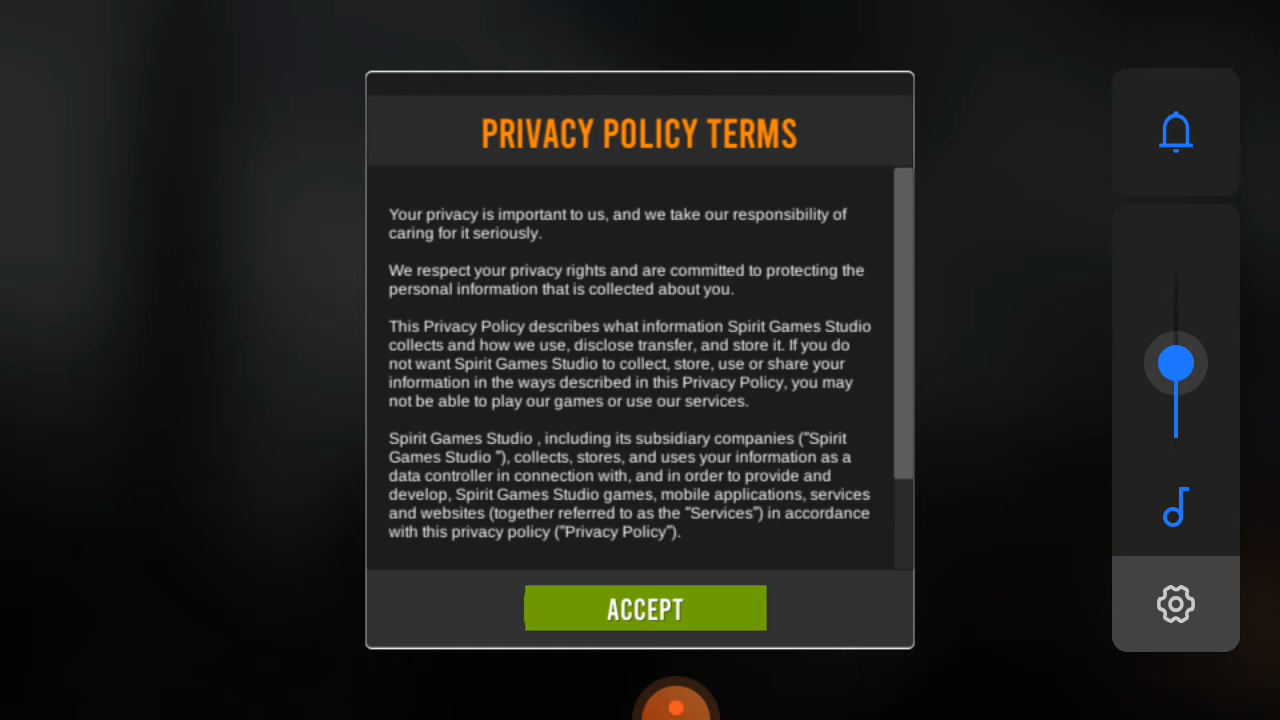 PRIVACY POLICY TERMS
Your privacy is important to us, and we take our responsibility of
caring for it seriously.
We respect your privacy rights and are committed to protecting the
personal information that is collected about you.
This Privacy Policy describes what information Spirit Games Studio
collects and how we use, disclose transfer, and store it. If you do
not want Spirit Games Studio to collect, store, use or share your
information in the ways described in this Privacy Policy, you may
not be able to play our games or use our services.
Spirit Games Studio , including its subsidiary companies ("Spirit
Games Studio "), collects, stores, and uses your information as a
data controller in connection with, and in order to provide and
develop, Spirit Games Studio games, mobile applications, services
and websites (together referred to as the "Services") in accordance
with this privacy policy ("Privacy Policy").
ACCEPT